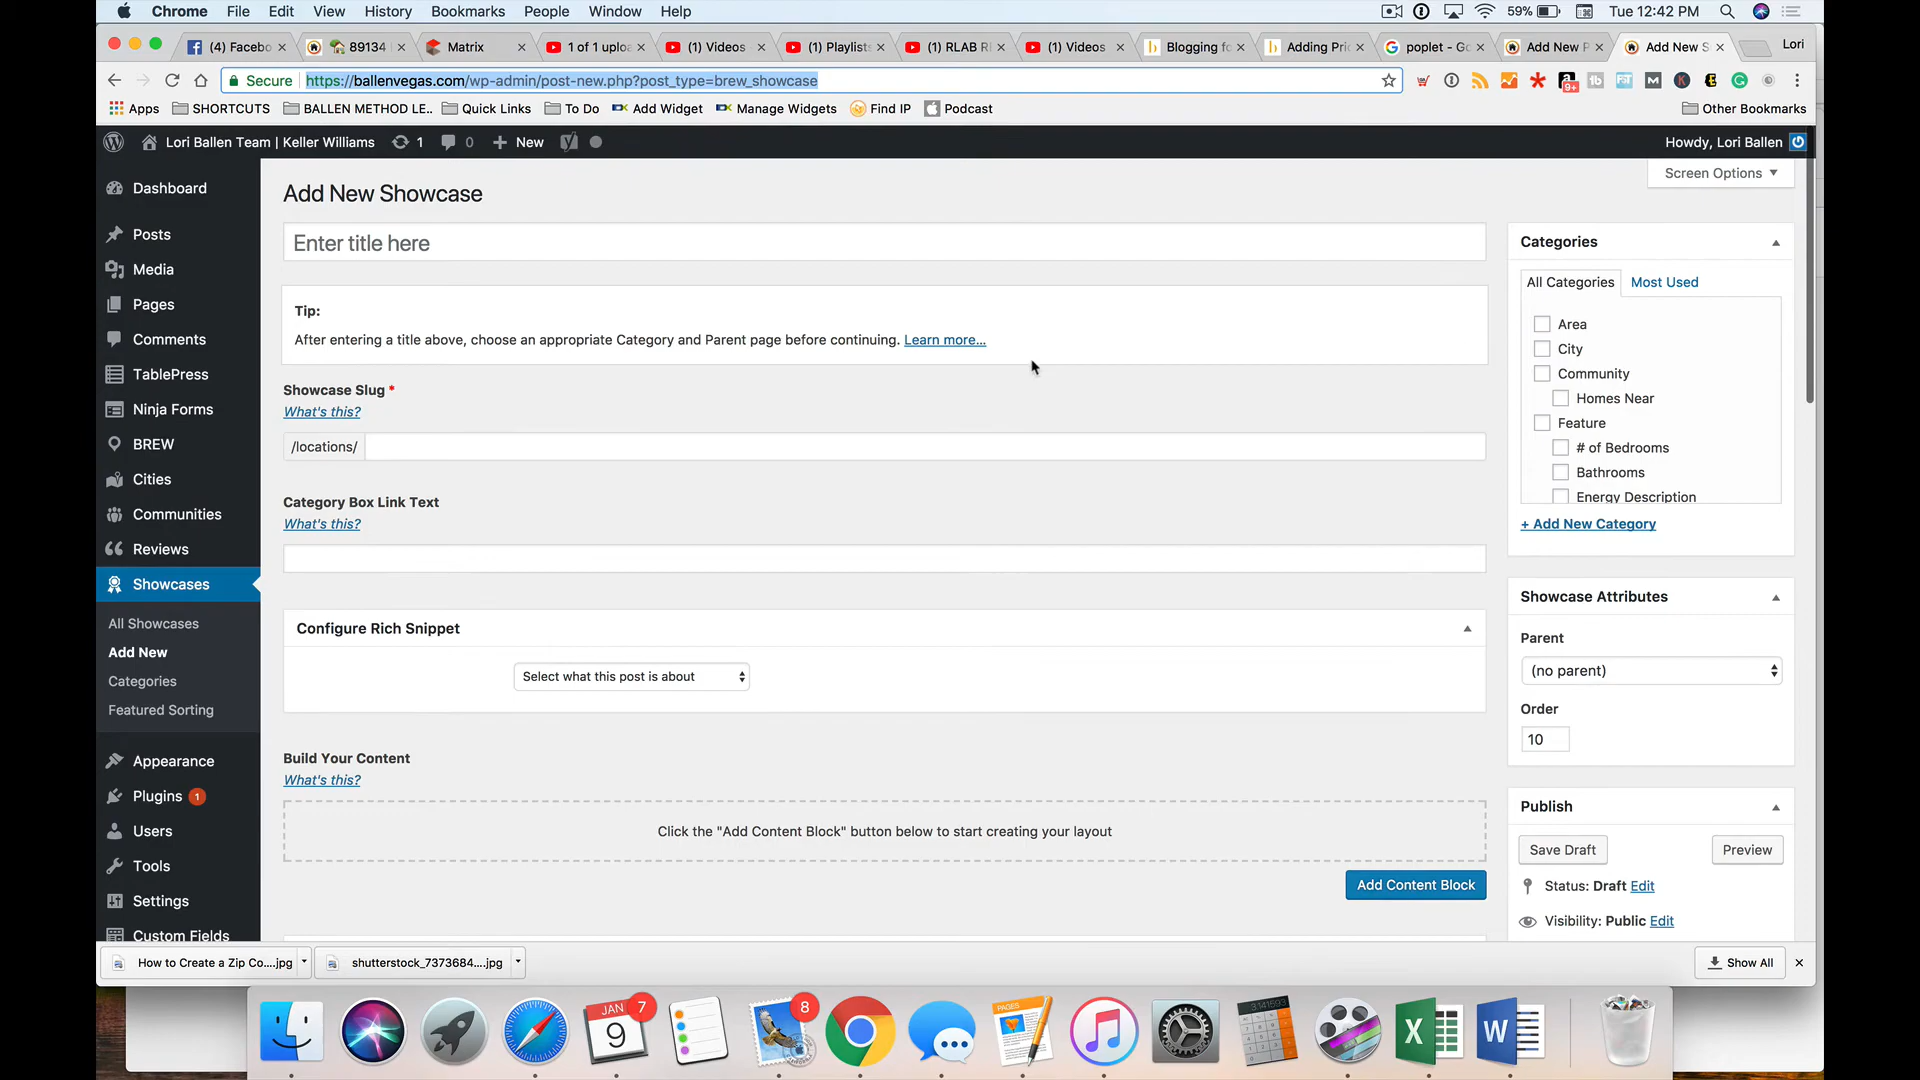 Chrome File Edit View History Bookmarks People Window Help 59% Tue 12:42 PM
(4) Facebo 89134 Matrix 1 of 1 uploa (1) Videos (1) Playlists (1) RLAB R (1) Videos Blogging fo Adding Pri poplet - Go Add New P Add New S Lori
Secure https://ballenvegas.com/wp-admin/post-new.php?post_type=brew_showcase
Apps SHORTCUTS BALLEN METHOD LE.. Quick Links To Do Add Widget Manage Widgets Find IP Podcast Other Bookmarks
Lori Ballen Team | Keller Williams 1 0 New Howdy, Lori Ballen
Screen Options
Dashboard
Posts
Media
Pages
Comments
TablePress
Ninja Forms
BREW
Cities
Communities
Reviews
Showcases
All Showcases
Add New
Categories
Featured Sorting
Appearance
Plugins 1
Users
Tools
Settings
Custom Fields
Add New Showcase
Enter title here
Tip:
After entering a title above, choose an appropriate Category and Parent page before continuing. Learn more...
Showcase Slug *
What's this?
/locations/
Category Box Link Text
What's this?
Configure Rich Snippet
Select what this post is about
Build Your Content
What's this?
Click the "Add Content Block" button below to start creating your layout
Add Content Block
Categories
All Categories Most Used
Area
City
Community
Homes Near
Feature
# of Bedrooms
Bathrooms
Energy Description
+ Add New Category
Showcase Attributes
Parent
(no parent)
Order
10
Publish
Save Draft Preview
Status: Draft Edit
Visibility: Public Edit
How to Create a Zip Co....jpg shutterstock_7373684....jpg Show All
JAN 7
9
8
PAGES